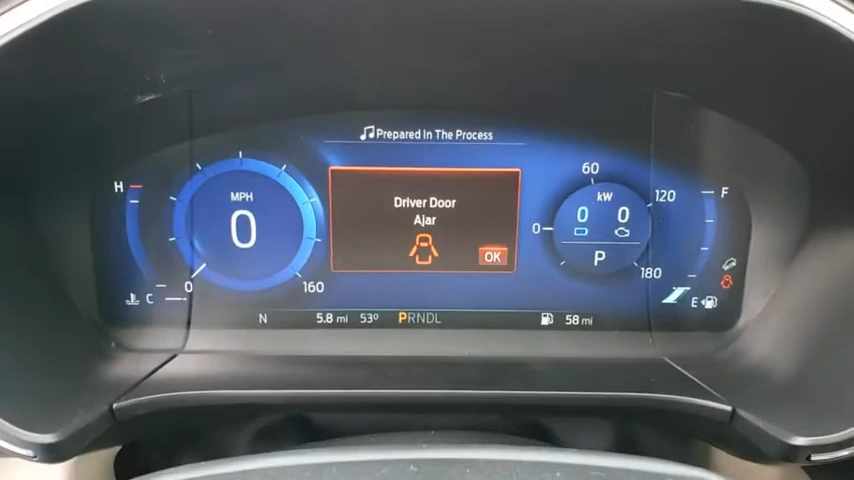 Prepared In The Process
H
C
MPH
0
0
160
Driver Door
Ajar
OK
60
0
120
180
kW
0 0
P
F
E
N 5.8 mi 53° PRNDL 58 mi